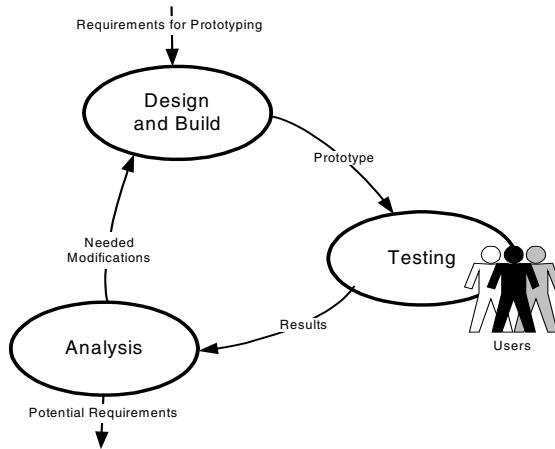 Requirements for Prototyping
Design
and Build
Prototype
Needed
Modifications
Testing
Results
Users
Analysis
Potential Requirements